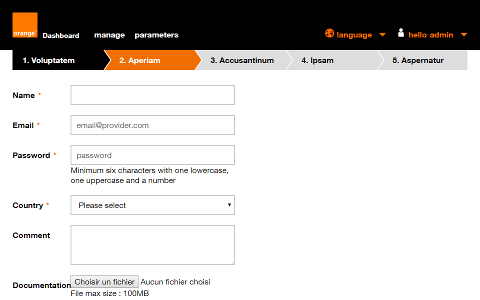 orange™ Dashboard manage parameters language hello admin
1. Voluptatem 2. Aperiam 3. Accusantinum 4. Ipsam 5. Aspernatur
Name *
Email * email@provider.com
Password * password
Minimum six characters with one lowercase,
one uppercase and a number
Country * Please select
Comment
Documentation Choisir un fichier Aucun fichier choisi
File max size : 100MB